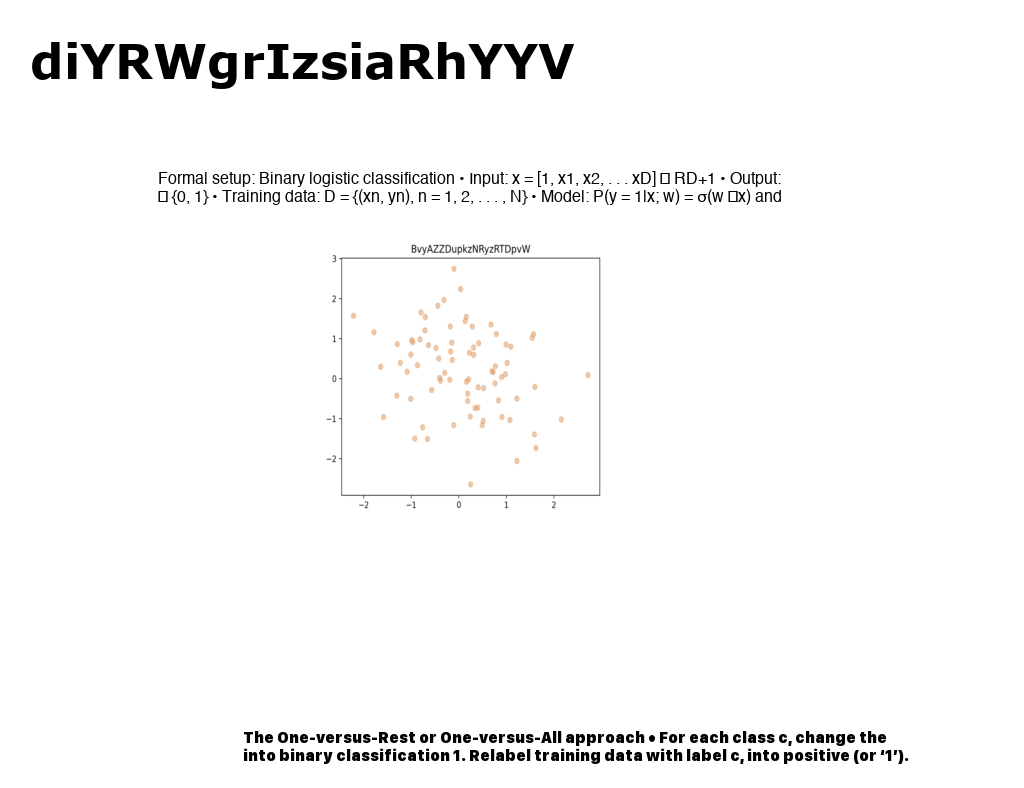 diYRWgrIzsiaRhYYV
Formal setup: Binary logistic classification • Input: x = [1, x1, x2, . . . xD] □ RD+1 • Output:
□ {0, 1} • Training data: D = {(xn, yn), n = 1, 2, . . . , N} • Model: P(y = 1|x; w) = σ(w □x) and
BvyAZZDupkzNRyzRTDpvW
3
2
1
0
−1
−2
−2 −1 0 1 2
The One-versus-Rest or One-versus-All approach • For each class c, change the
into binary classification 1. Relabel training data with label c, into positive (or ‘1’).